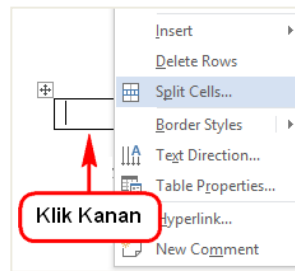 Insert
Delete Rows
Split Cells...
Border Styles
Text Direction...
Table Properties...
Klik Kanan
Hyperlink...
New Comment